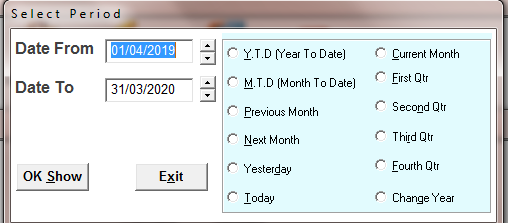 Select Period
Date From 01/04/2019
Date To 31/03/2020
OK Show Exit
Y.T.D (Year To Date)
M.T.D (Month To Date)
Previous Month
Next Month
Yesterday
Today
Current Month
First Qtr
Second Qtr
Third Qtr
Fourth Qtr
Change Year